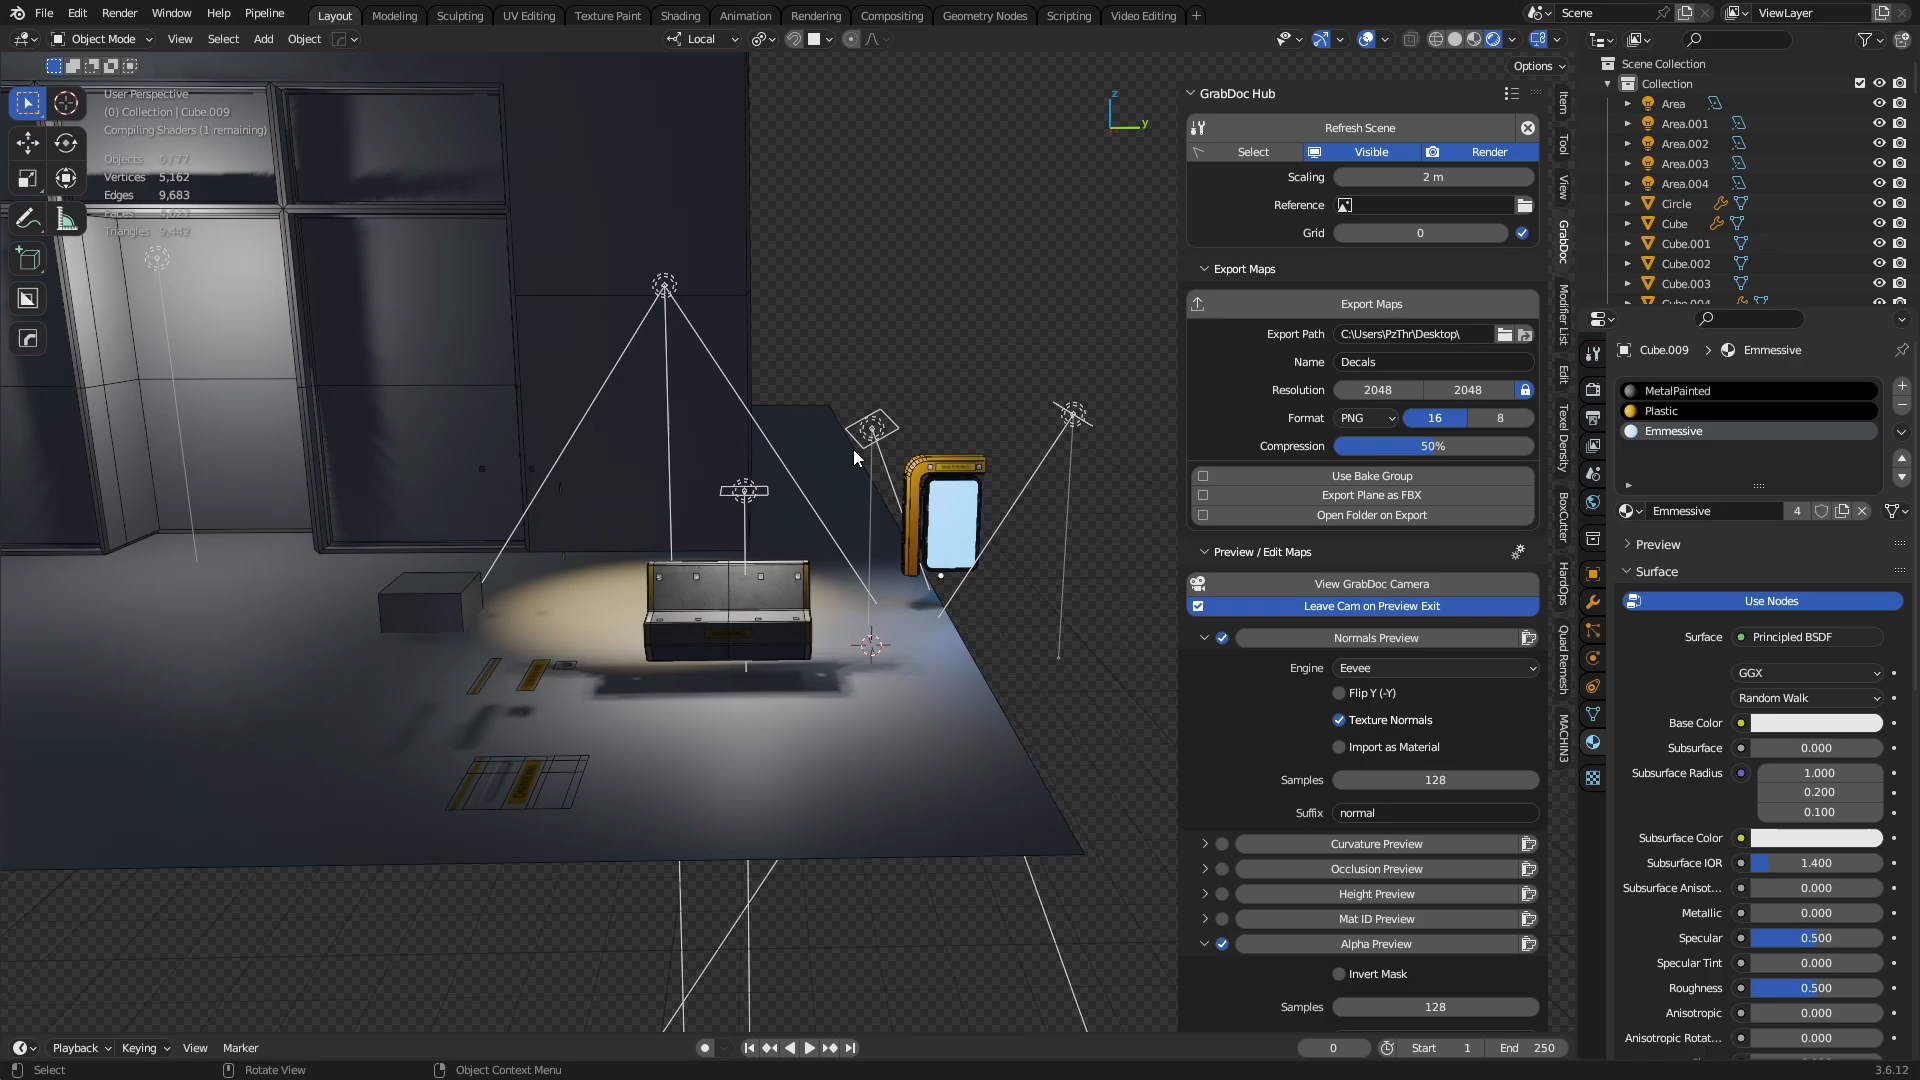 File Edit Render Window Help Pipeline
Layout Modeling Sculpting UV Editing Texture Paint Shading Animation Rendering Compositing Geometry Nodes Scripting Video Editing +
Scene
ViewLayer
Object Mode View Select Add Object
Local
Options
User Perspective
(0) Collection | Cube.009
Compiling Shaders (1 remaining)
Objects 0/77
Vertices 5,162
Edges 9,683
Triangles 9,442
Z
Y
GrabDoc Hub
Refresh Scene
Select Visible Render
Scaling 2 m
Reference
Grid 0
Export Maps
Export Maps
Export Path C:\Users\PzThr\Desktop\
Name Decals
Resolution 2048 2048
Format PNG 16 8
Compression 50%
Use Bake Group
Export Plane as FBX
Open Folder on Export
Preview / Edit Maps
View GrabDoc Camera
Leave Cam on Preview Exit
Normals Preview
Engine Eevee
Flip Y (-Y)
Texture Normals
Import as Material
Samples 128
Suffix normal
Curvature Preview
Occlusion Preview
Height Preview
Mat ID Preview
Alpha Preview
Invert Mask
Samples 128
Item
Tool
View
GrabDoc
Modifier List
Edit
Texel Density
BoxCutter
HardOps
Quad Remesh
MACHIN3
Scene Collection
Collection
Area
Area.001
Area.002
Area.003
Area.004
Circle
Cube
Cube.001
Cube.002
Cube.003
Cube.004
Cube.009 > Emmessive
MetalPainted
Plastic
Emmessive
Emmessive 4
Preview
Surface
Use Nodes
Surface Principled BSDF
GGX
Random Walk
Base Color
Subsurface 0.000
Subsurface Radius 1.000
0.200
0.100
Subsurface Color
Subsurface IOR 1.400
Subsurface Anisot... 0.000
Metallic 0.000
Specular 0.500
Specular Tint 0.000
Roughness 0.500
Anisotropic 0.000
Anisotropic Rotat... 0.000
Playback Keying View Marker
0 Start 1 End 250
Select Rotate View Object Context Menu
3.6.12